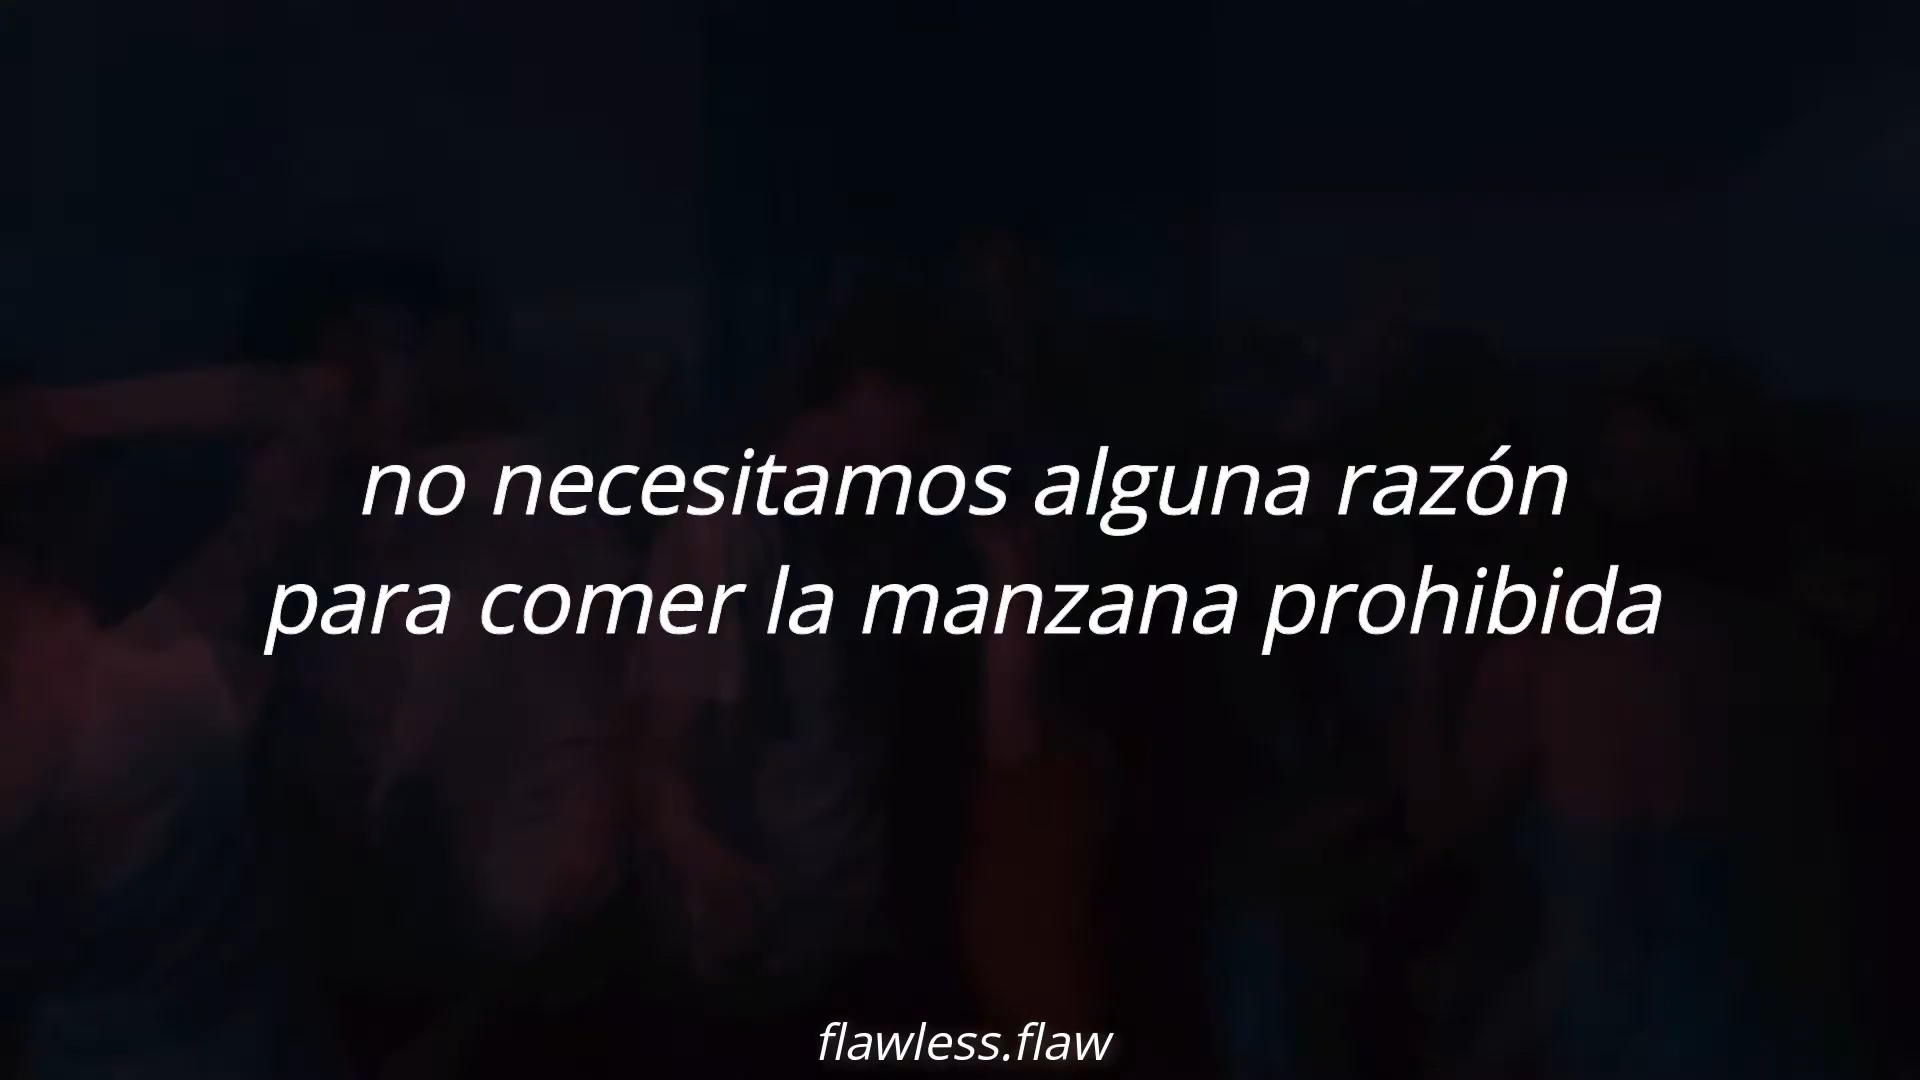 no necesitamos alguna razón
para comer la manzana prohibida
flawless.flaw